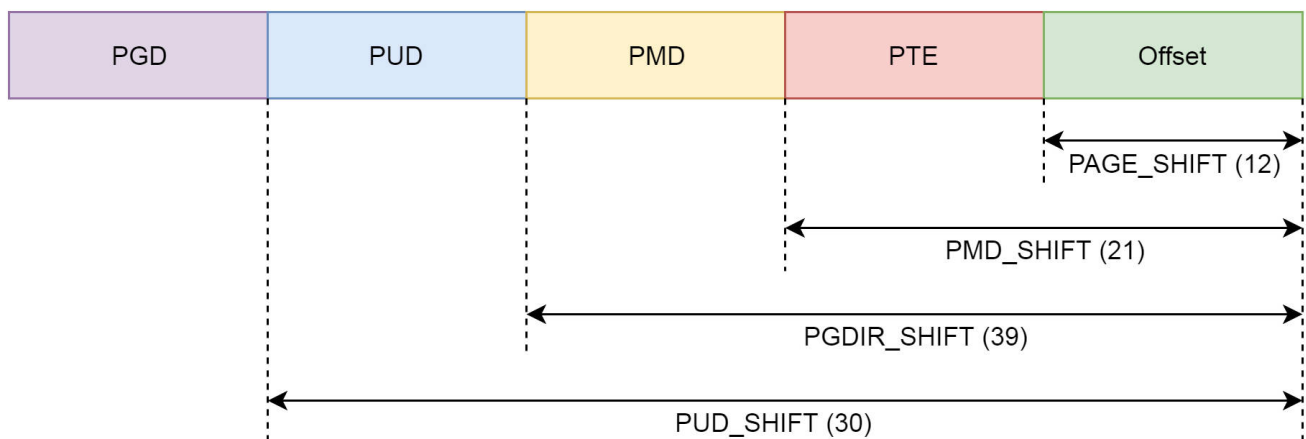 PGD PUD PMD PTE Offset
PAGE_SHIFT (12)
PMD_SHIFT (21)
PGDIR_SHIFT (39)
PUD_SHIFT (30)